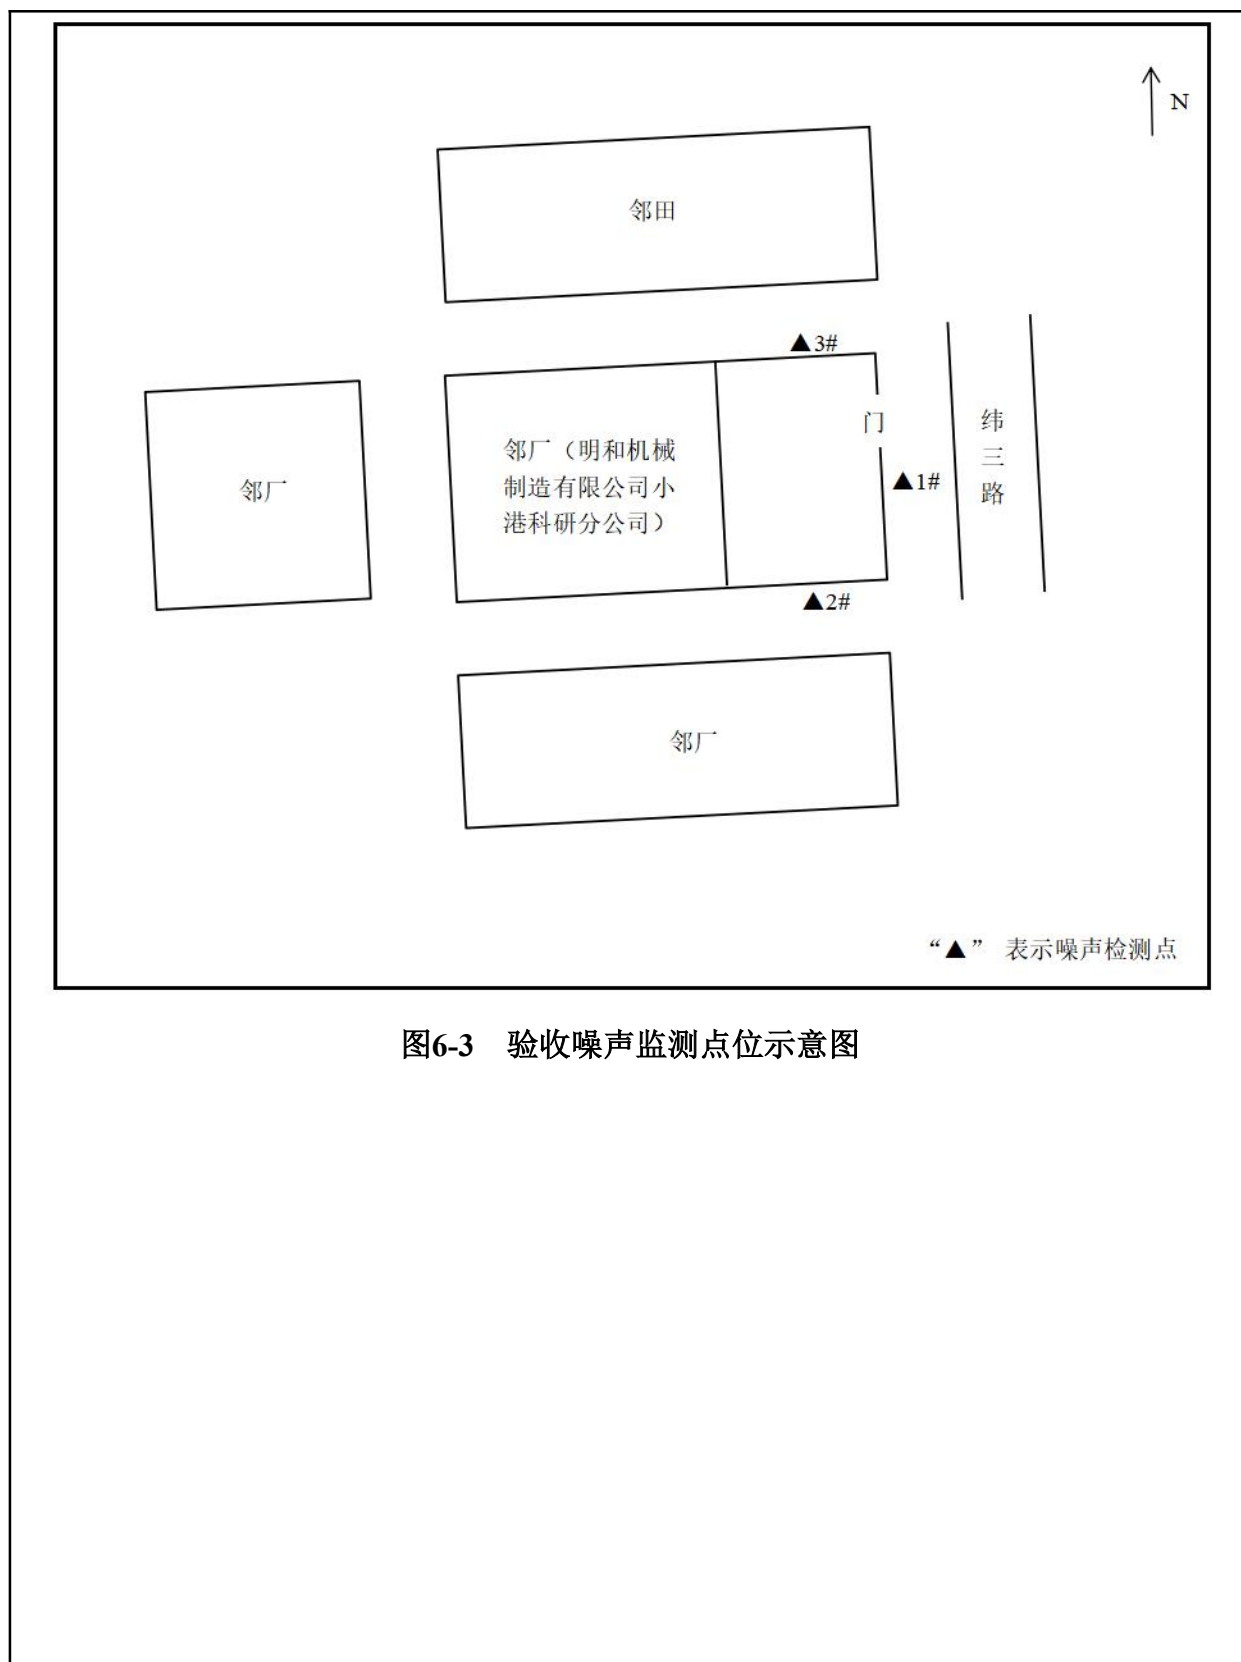 N
邻田
▲3#
门
邻厂（明和机械
制造有限公司小
港科研分公司）
邻厂
▲1#
纬
三
路
▲2#
邻厂
“▲” 表示噪声检测点
图6-3 验收噪声监测点位示意图